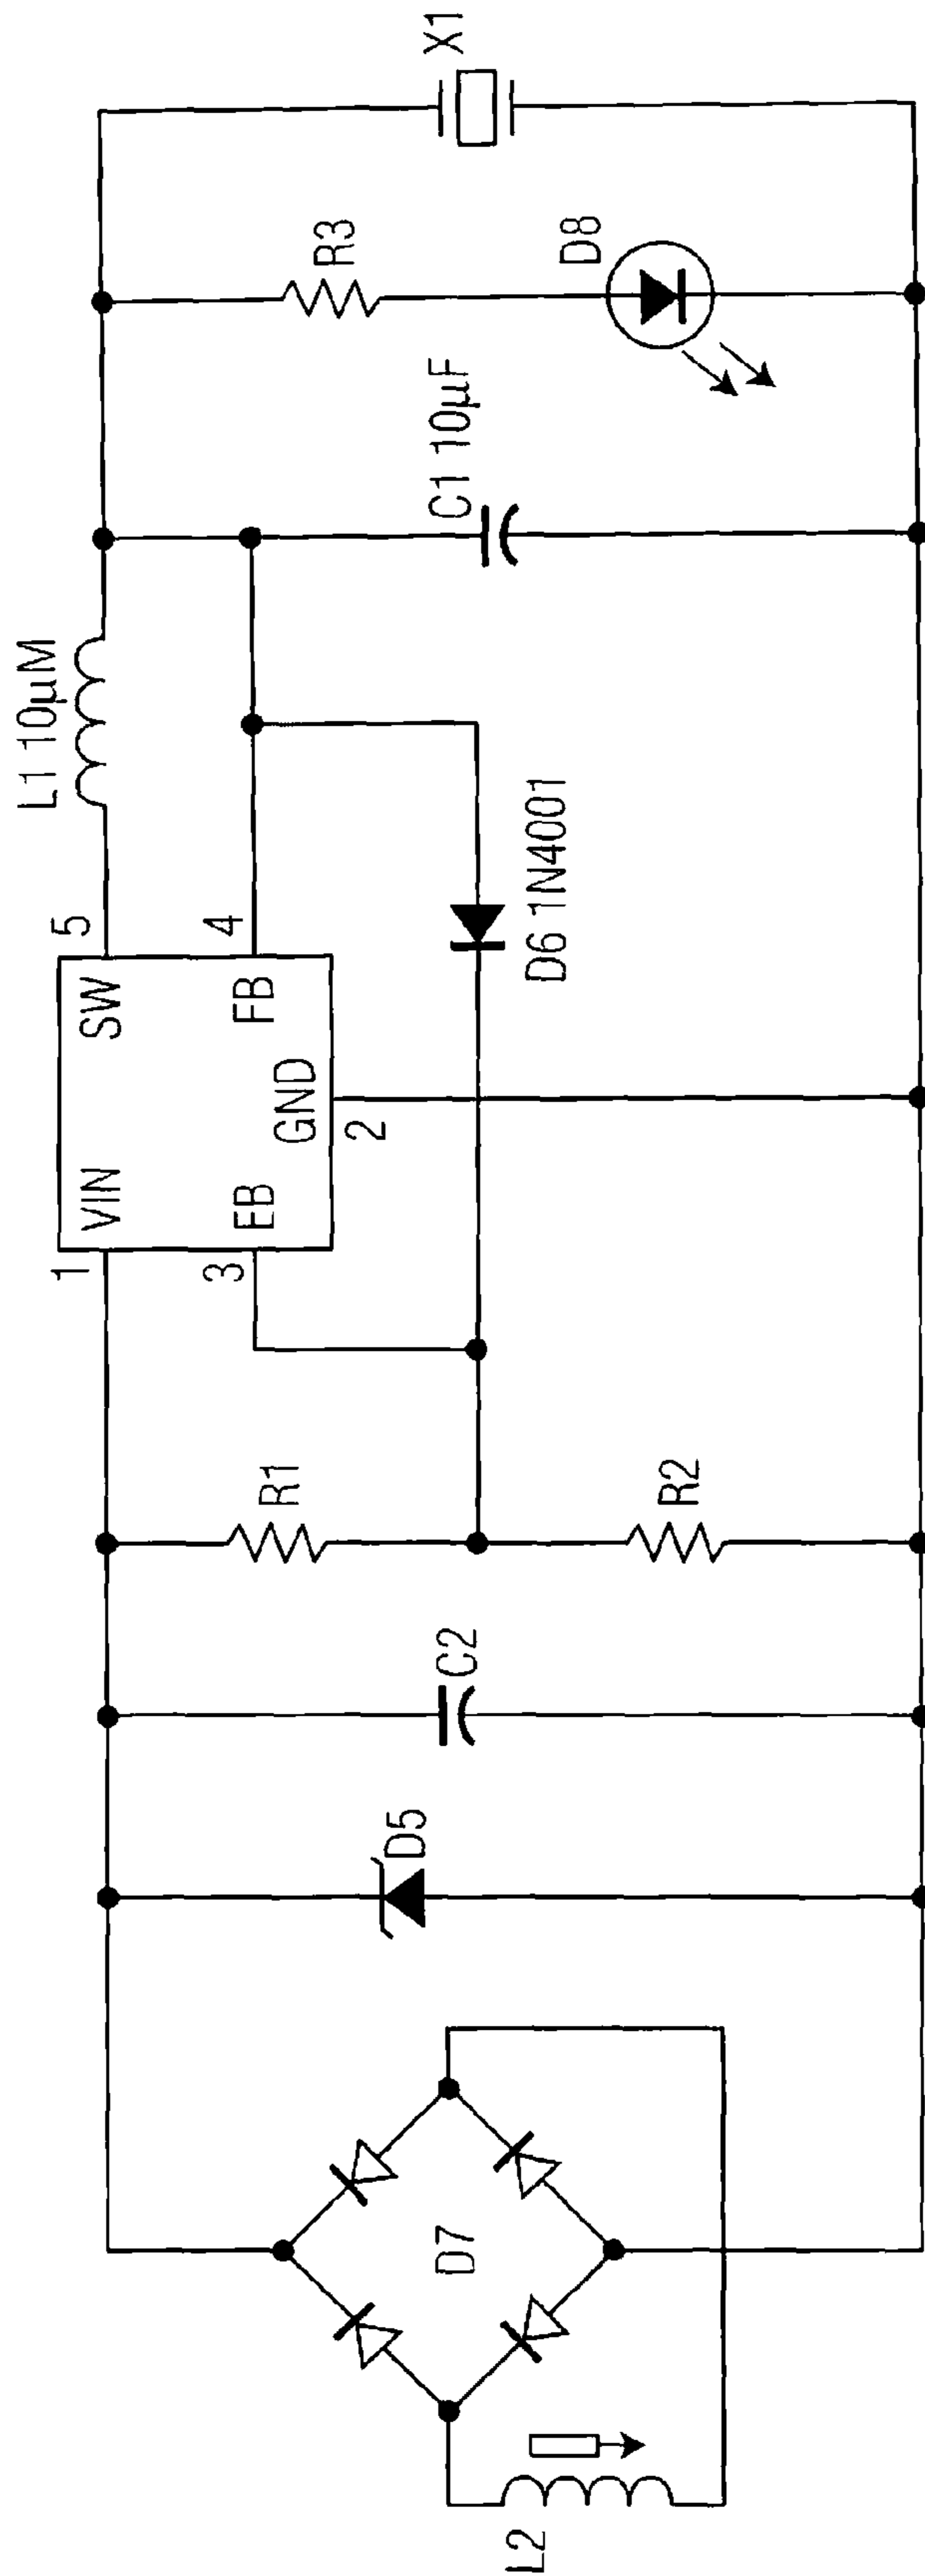 L2
D7
D5
C2
R1
R2
1
VIN
3
EB
GND
2
SW
5
FB
4
L1 10µM
D6 1N4001
C1 10µF
R3
D8
X1